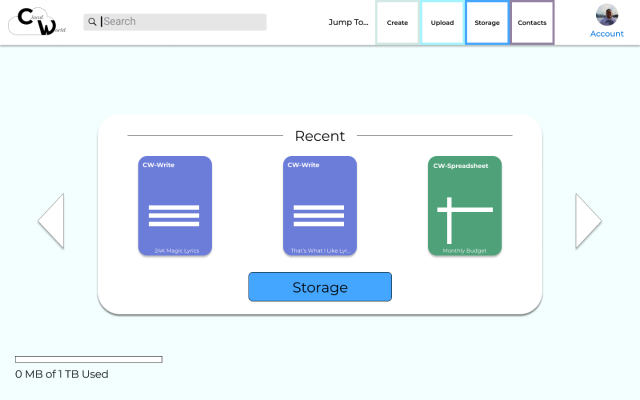 Cloud World
Search
Jump To...
Create
Upload
Storage
Contacts
Account
Recent
CW-Write
CW-Write
CW-Spreadsheet
24K Magic Lyrics
That's What I Like Lyr...
Monthly Budget
Storage
0 MB of 1 TB Used